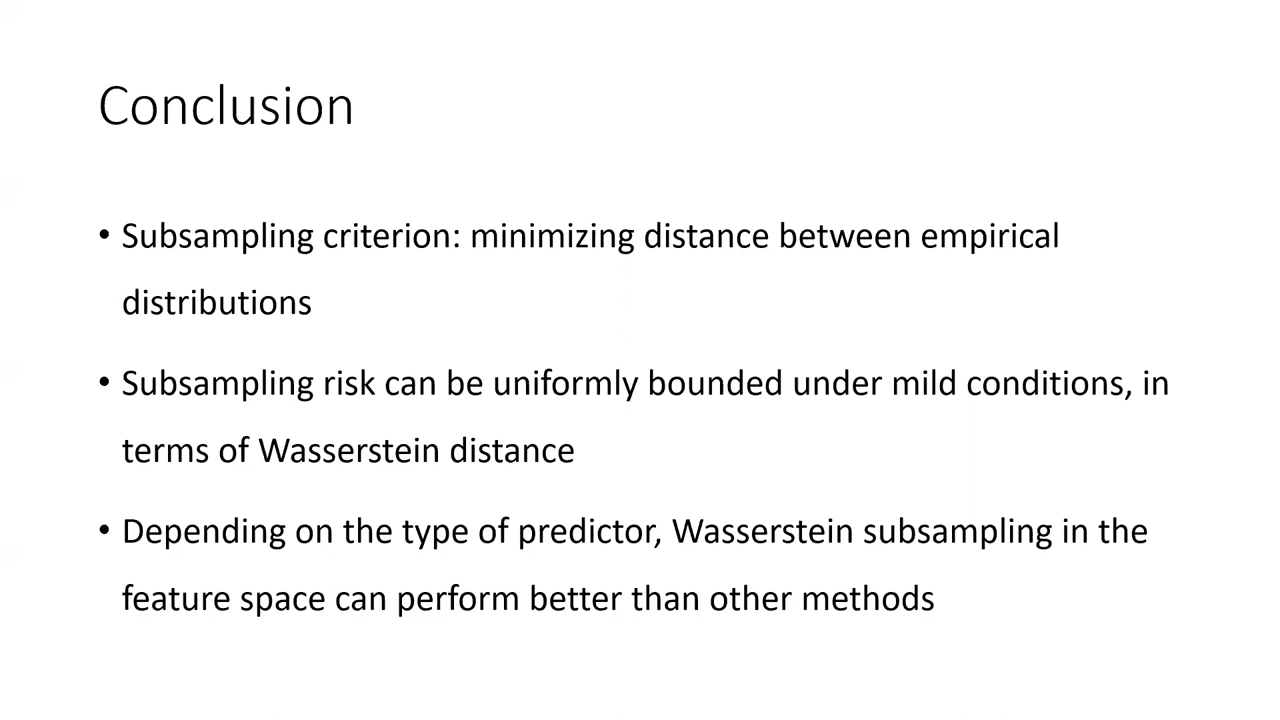 Conclusion
• Subsampling criterion: minimizing distance between empirical
distributions
• Subsampling risk can be uniformly bounded under mild conditions, in
terms of Wasserstein distance
• Depending on the type of predictor, Wasserstein subsampling in the
feature space can perform better than other methods